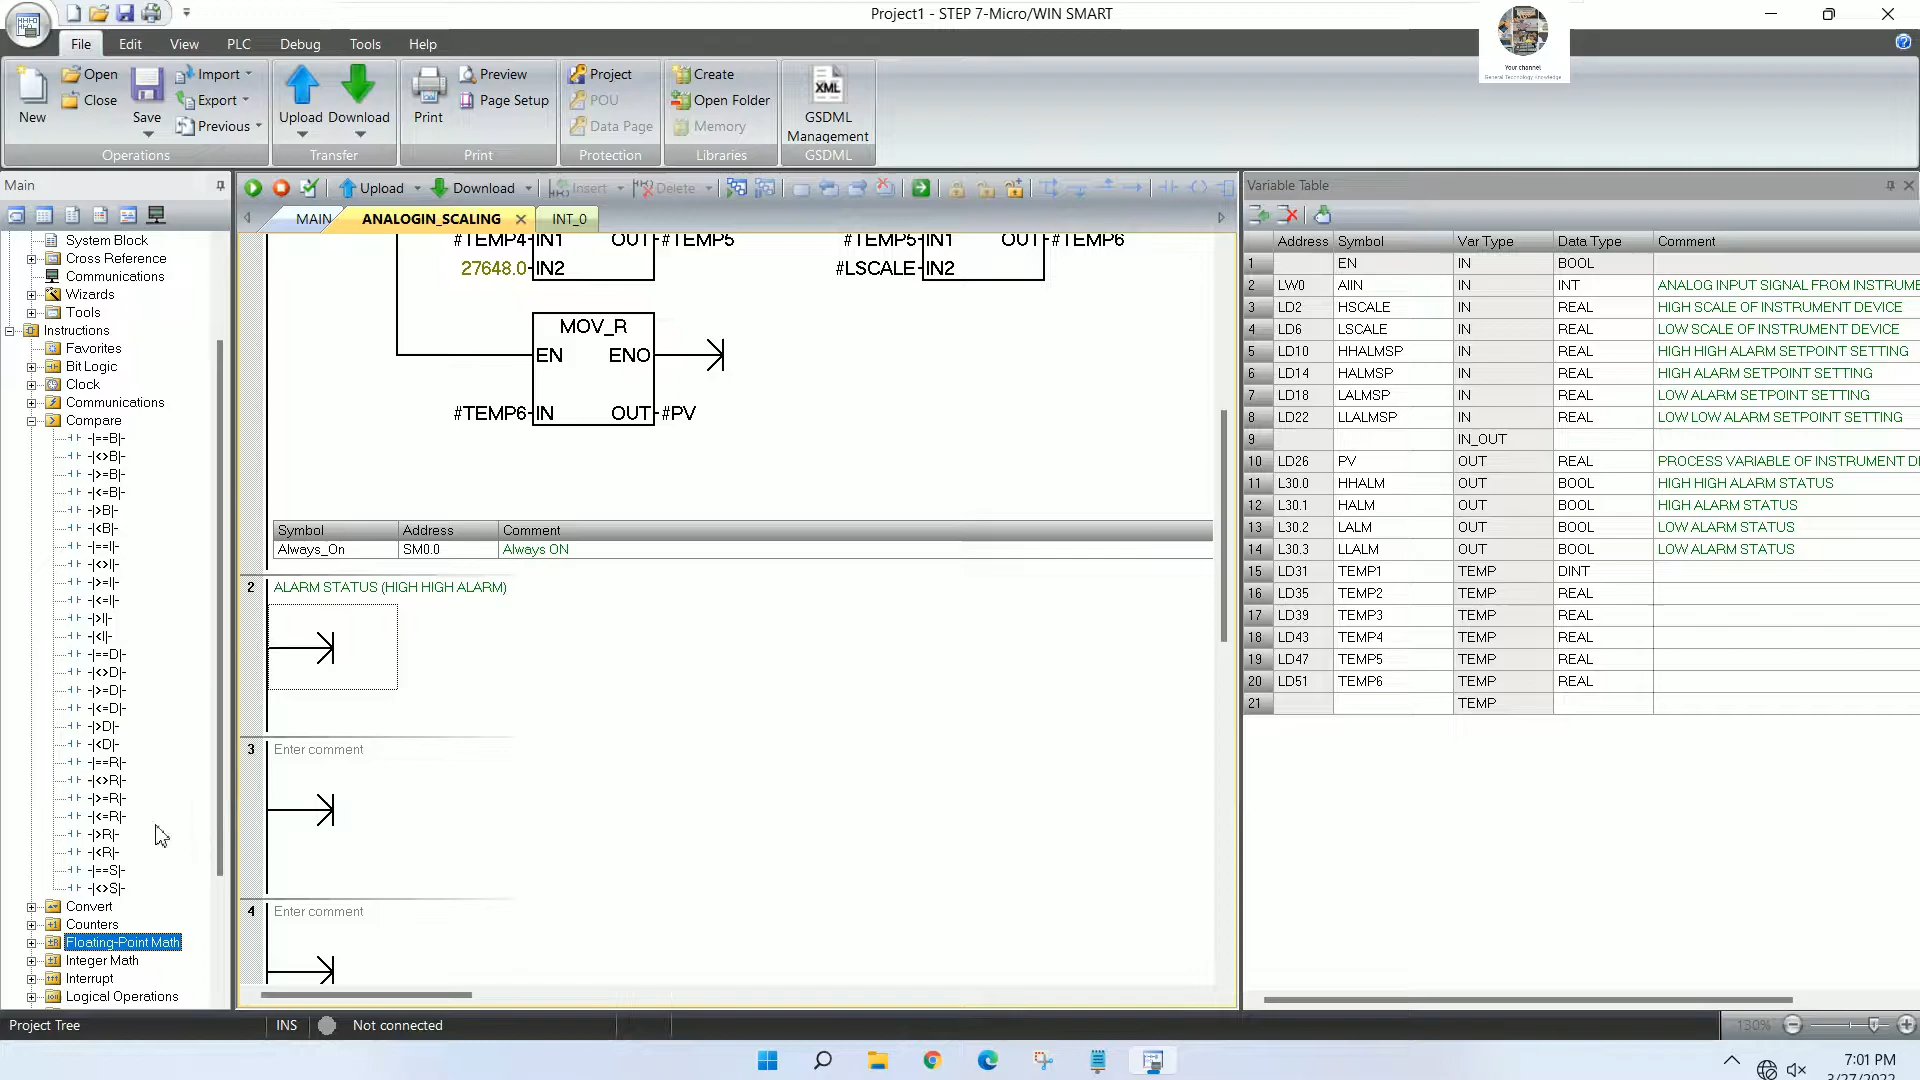 Project1 - STEP 7-Micro/WIN SMART
Your channel
General Technology Knowledge
File Edit View PLC Debug Tools Help
New Open Close Save Import Export Previous
Operations
Upload Download
Transfer
Print Preview Page Setup
Print
Project POU Data Page
Protection
Create Open Folder Memory
Libraries
XML
GSDML Management
GSDML
Main
Upload Download Insert Delete
MAIN ANALOGIN_SCALING INT_0
System Block
Cross Reference
Communications
Wizards
Tools
Instructions
Favorites
Bit Logic
Clock
Communications
Compare
-|==B|-
-|<>B|-
-|>=B|-
-|<=B|-
-|>B|-
-|<B|-
-|==I|-
-|<>I|-
-|>=I|-
-|<=I|-
-|>I|-
-|<I|-
-|==D|-
-|<>D|-
-|>=D|-
-|<=D|-
-|>D|-
-|<D|-
-|==R|-
-|<>R|-
-|>=R|-
-|<=R|-
-|>R|-
-|<R|-
-|==S|-
-|<>S|-
Convert
Counters
Floating-Point Math
Integer Math
Interrupt
Logical Operations
#TEMP4 IN1 OUT #TEMP5
27648.0 IN2
#TEMP5 IN1 OUT #TEMP6
#LSCALE IN2
MOV_R
EN ENO
#TEMP6 IN OUT #PV
Symbol Address Comment
Always_On SM0.0 Always ON
2 ALARM STATUS (HIGH HIGH ALARM)
3 Enter comment
4 Enter comment
Variable Table
Address Symbol Var Type Data Type Comment
1 EN IN BOOL
2 LW0 AIIN IN INT ANALOG INPUT SIGNAL FROM INSTRUME
3 LD2 HSCALE IN REAL HIGH SCALE OF INSTRUMENT DEVICE
4 LD6 LSCALE IN REAL LOW SCALE OF INSTRUMENT DEVICE
5 LD10 HHALMSP IN REAL HIGH HIGH ALARM SETPOINT SETTING
6 LD14 HALMSP IN REAL HIGH ALARM SETPOINT SETTING
7 LD18 LALMSP IN REAL LOW ALARM SETPOINT SETTING
8 LD22 LLALMSP IN REAL LOW LOW ALARM SETPOINT SETTING
9 IN_OUT
10 LD26 PV OUT REAL PROCESS VARIABLE OF INSTRUMENT D
11 L30.0 HHALM OUT BOOL HIGH HIGH ALARM STATUS
12 L30.1 HALM OUT BOOL HIGH ALARM STATUS
13 L30.2 LALM OUT BOOL LOW ALARM STATUS
14 L30.3 LLALM OUT BOOL LOW ALARM STATUS
15 LD31 TEMP1 TEMP DINT
16 LD35 TEMP2 TEMP REAL
17 LD39 TEMP3 TEMP REAL
18 LD43 TEMP4 TEMP REAL
19 LD47 TEMP5 TEMP REAL
20 LD51 TEMP6 TEMP REAL
21 TEMP
Project Tree INS Not connected 130%
7:01 PM
3/27/2022